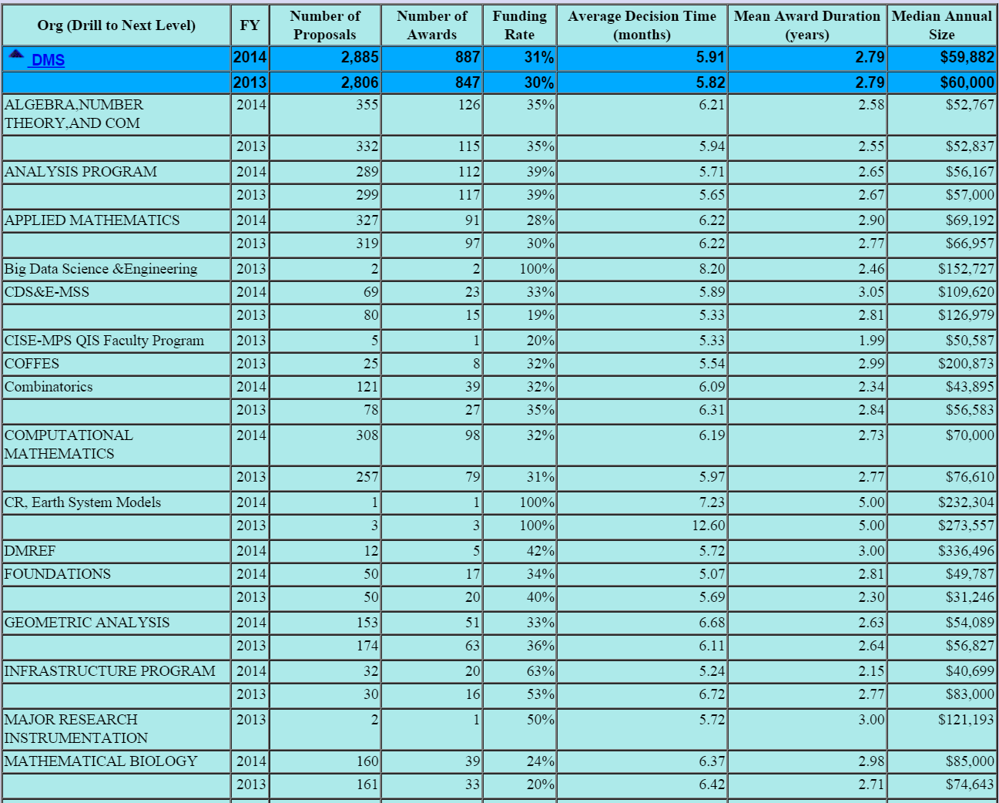 Org (Drill to Next Level) FY Number of Proposals Number of Awards Funding Rate Average Decision Time (months) Mean Award Duration (years) Median Annual Size
DMS 2014 2,885 887 31% 5.91 2.79 $59,882
2013 2,806 847 30% 5.82 2.79 $60,000
ALGEBRA,NUMBER 2014 355 126 35% 6.21 2.58 $52,767
THEORY,AND COM
2013 332 115 35% 5.94 2.55 $52,837
ANALYSIS PROGRAM 2014 289 112 39% 5.71 2.65 $56,167
2013 299 117 39% 5.65 2.67 $57,000
APPLIED MATHEMATICS 2014 327 91 28% 6.22 2.90 $69,192
2013 319 97 30% 6.22 2.77 $66,957
Big Data Science &Engineering 2013 2 2 100% 8.20 2.46 $152,727
CDS&E-MSS 2014 69 23 33% 5.89 3.05 $109,620
2013 80 15 19% 5.33 2.81 $126,979
CISE-MPS QIS Faculty Program 2013 5 1 20% 5.33 1.99 $50,587
COFFES 2013 25 8 32% 5.54 2.99 $200,873
Combinatorics 2014 121 39 32% 6.09 2.34 $43,895
2013 78 27 35% 6.31 2.84 $56,583
COMPUTATIONAL 2014 308 98 32% 6.19 2.73 $70,000
MATHEMATICS
2013 257 79 31% 5.97 2.77 $76,610
CR, Earth System Models 2014 1 1 100% 7.23 5.00 $232,304
2013 3 3 100% 12.60 5.00 $273,557
DMREF 2014 12 5 42% 5.72 3.00 $336,496
FOUNDATIONS 2014 50 17 34% 5.07 2.81 $49,787
2013 50 20 40% 5.69 2.30 $31,246
GEOMETRIC ANALYSIS 2014 153 51 33% 6.68 2.63 $54,089
2013 174 63 36% 6.11 2.64 $56,827
INFRASTRUCTURE PROGRAM 2014 32 20 63% 5.24 2.15 $40,699
2013 30 16 53% 6.72 2.77 $83,000
MAJOR RESEARCH 2013 2 1 50% 5.72 3.00 $121,193
INSTRUMENTATION
MATHEMATICAL BIOLOGY 2014 160 39 24% 6.37 2.98 $85,000
2013 161 33 20% 6.42 2.71 $74,643